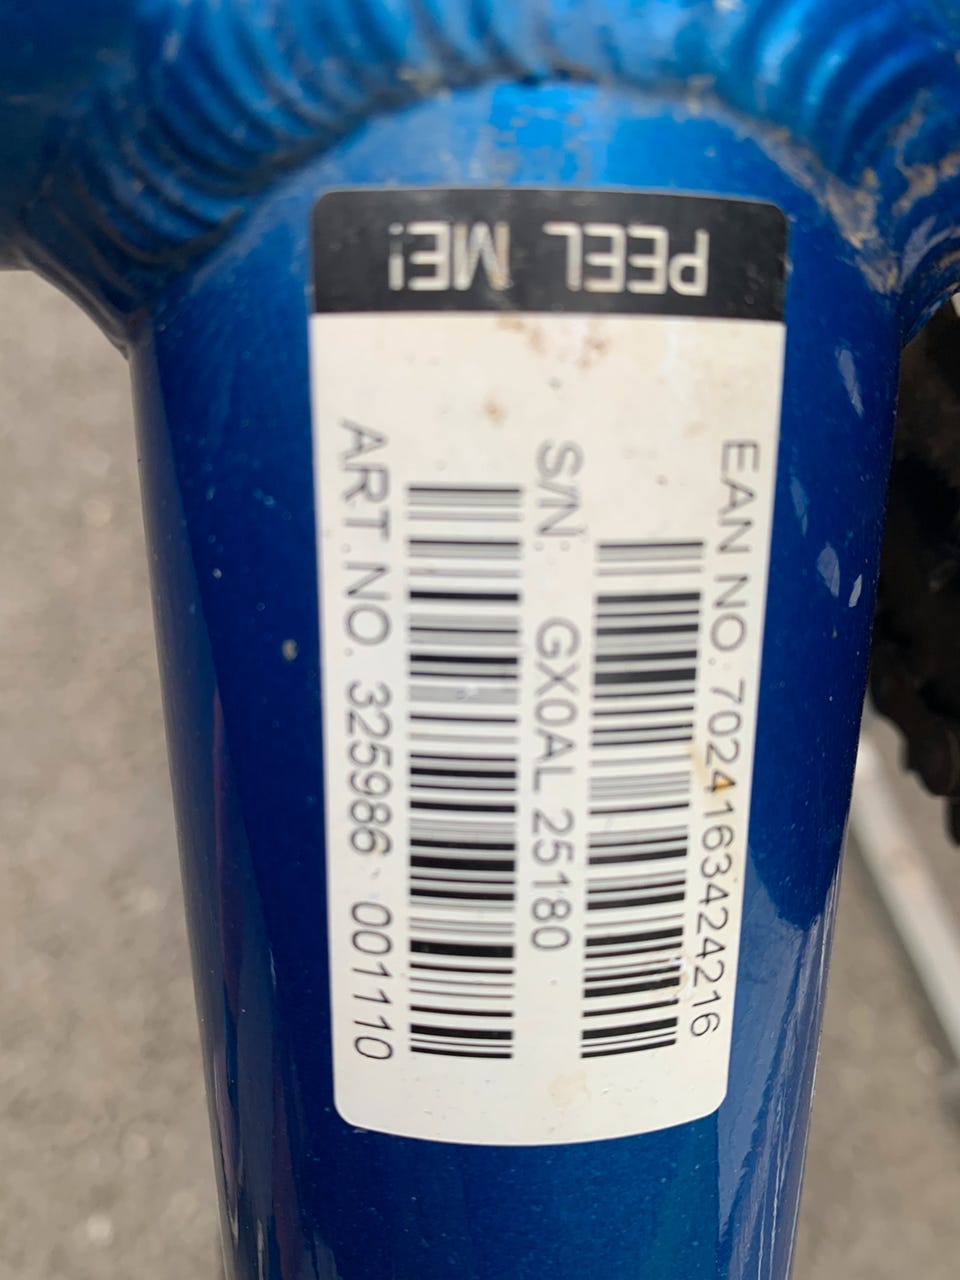 PEEL ME!
EAN NO. 7024163424216
S/N: GX0AL 25180
ART.NO. 325986 001110